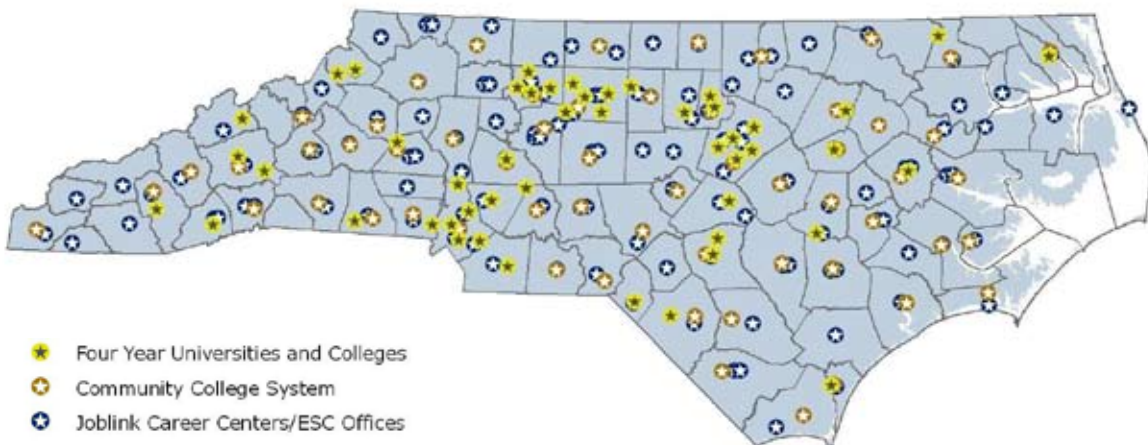 Four Year Universities and Colleges
Community College System
Joblink Career Centers/ESC Offices